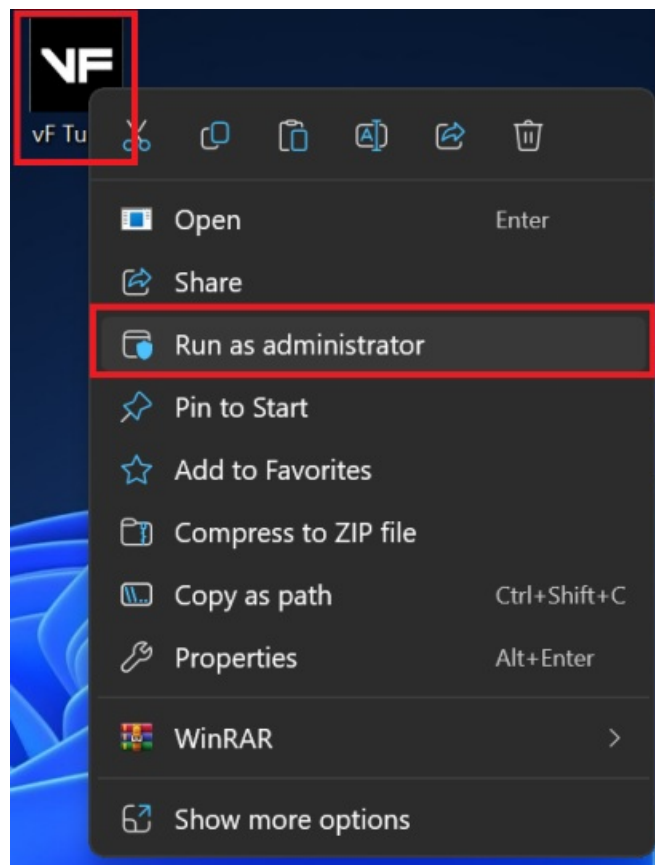 VF
vF Tu
Open Enter
Share
Run as administrator
Pin to Start
Add to Favorites
Compress to ZIP file
Copy as path Ctrl+Shift+C
Properties Alt+Enter
WinRAR
Show more options